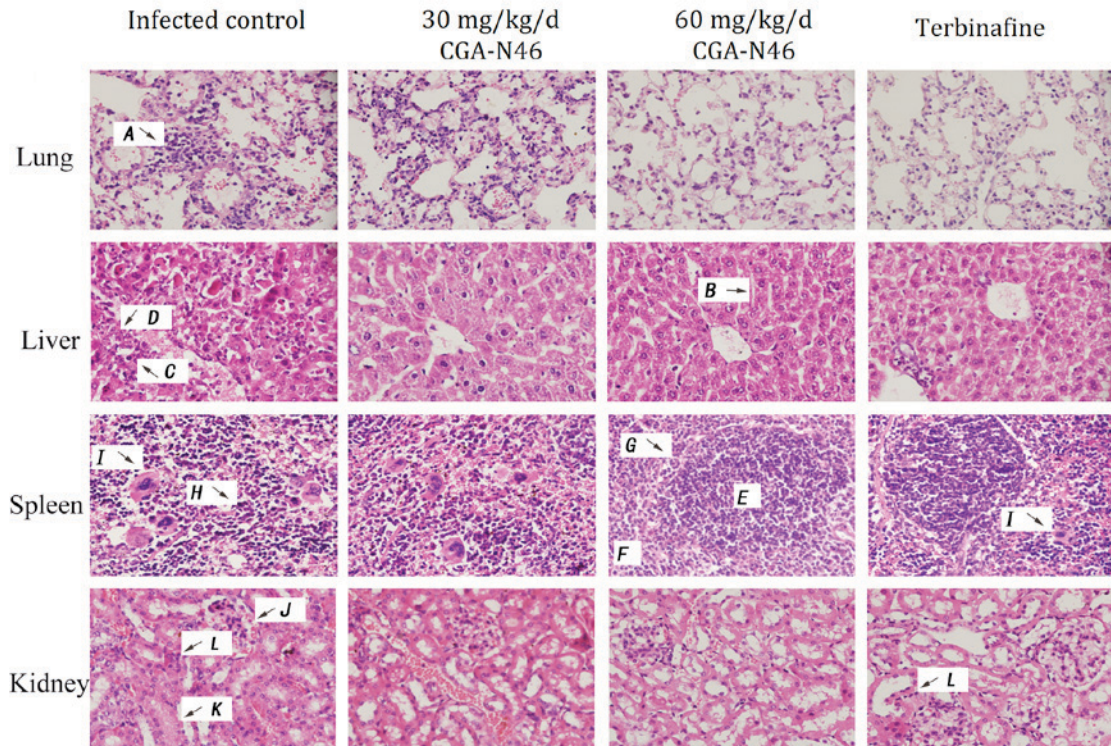 Infected control
30 mg/kg/d
CGA-N46
60 mg/kg/d
CGA-N46
Terbinafine
Lung
A
Liver
D
C
B
Spleen
I
H
G
E
F
I
Kidney
J
L
K
L